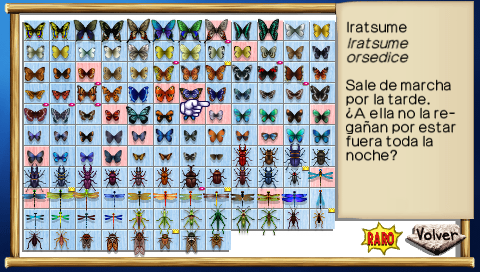 Iratsume
Iratsume
orsedice
Sale de marcha
por la tarde.
¿A ella no la re-
gañan por estar
fuera toda la
noche?
RARO
Volver